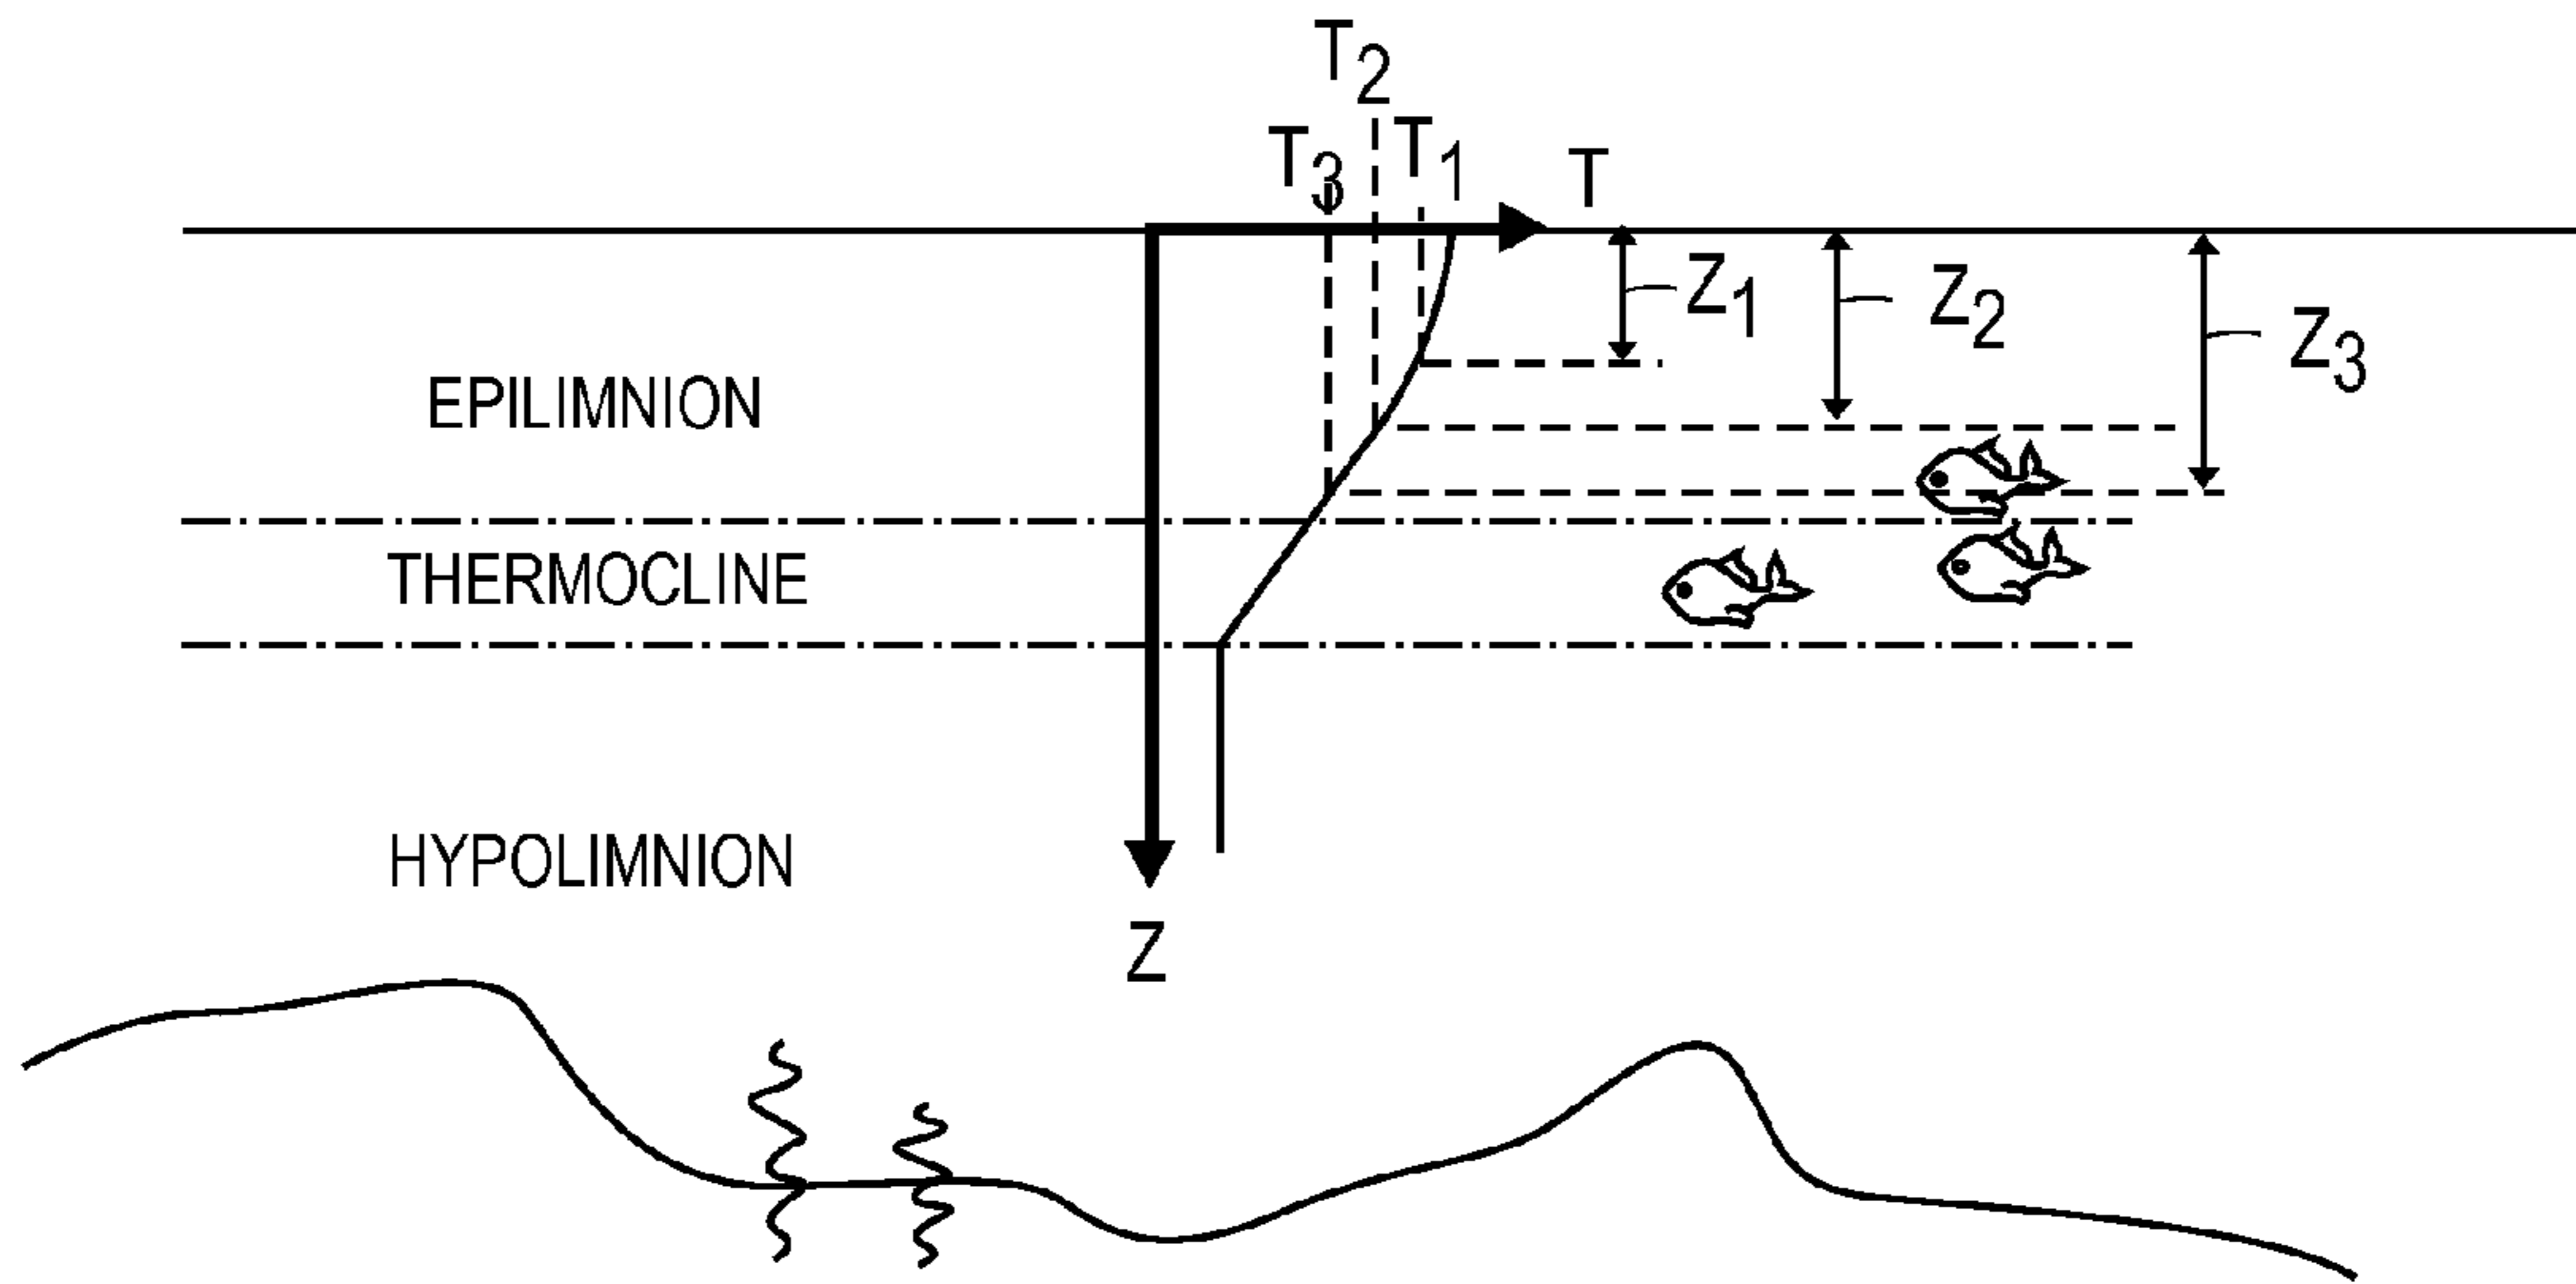 T2
T3
T1
T
Z1
Z2
Z3
EPILIMNION
THERMOCLINE
HYPOLIMNION
Z